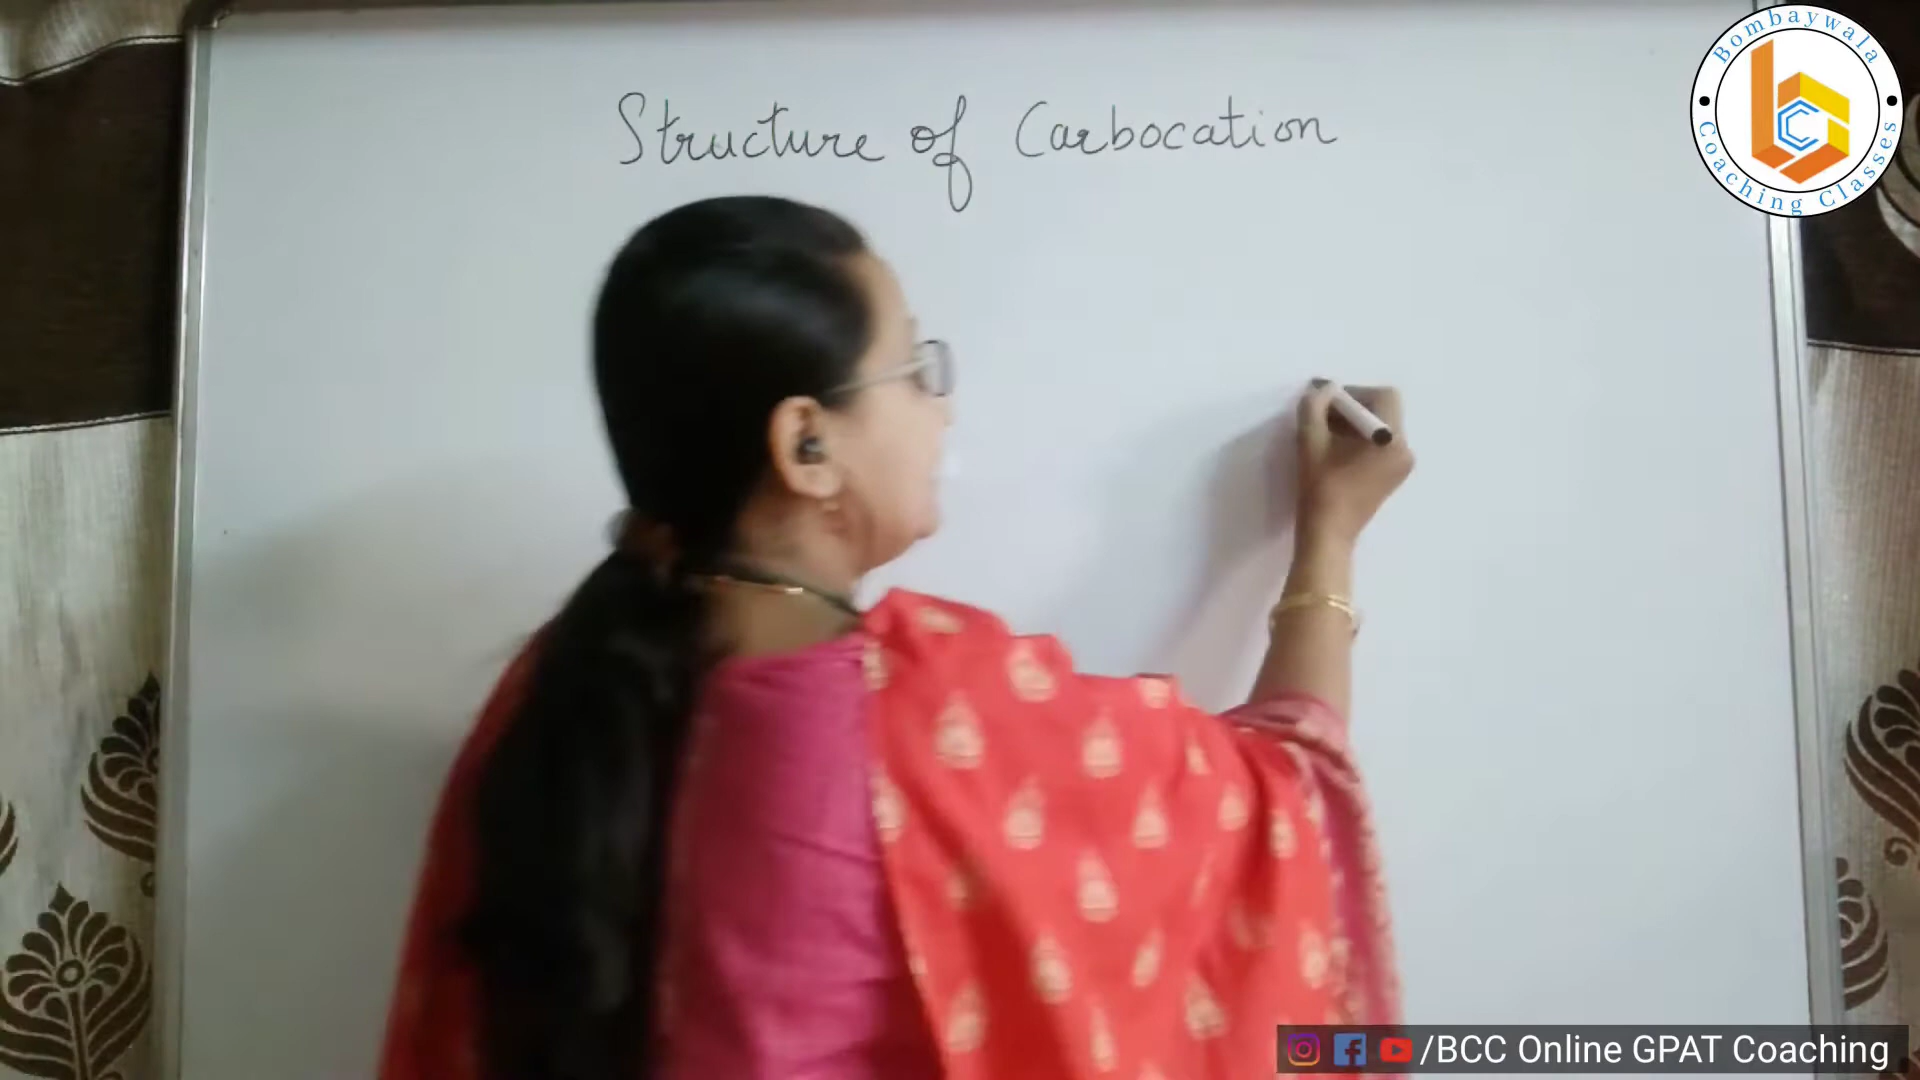 Structure of Carbocation
Bombaywala
Coaching Classes
/BCC Online GPAT Coaching